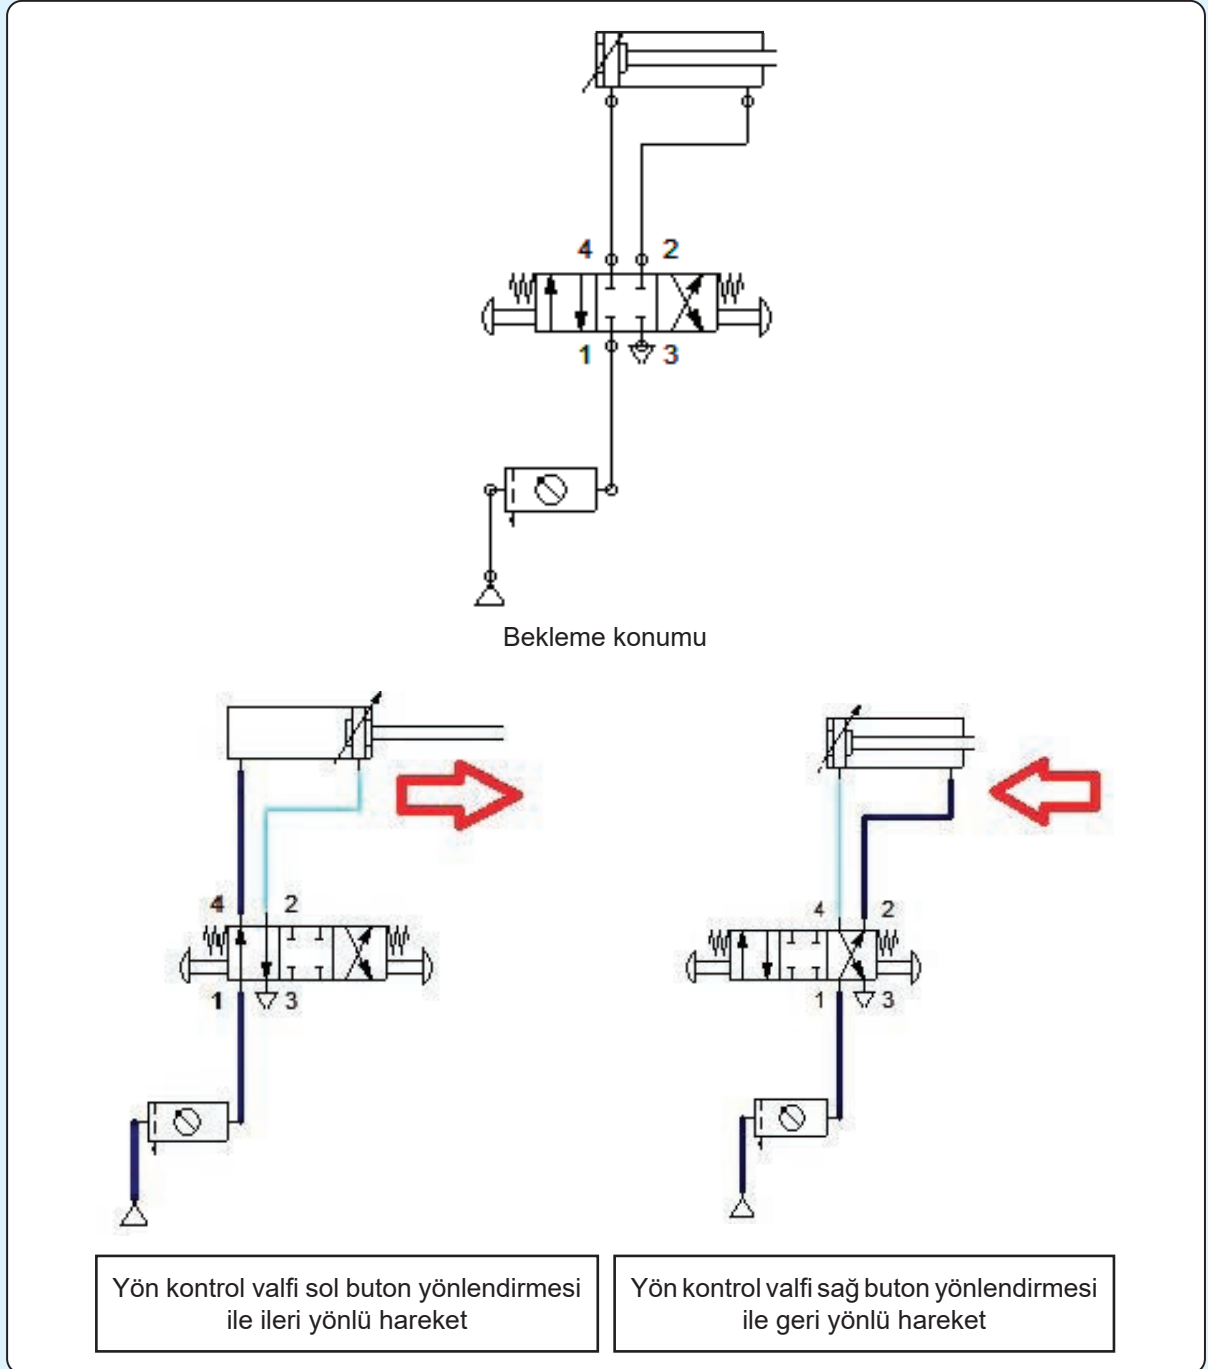 4 2
1 3
Bekleme konumu
4 2
1 3
4 2
1 3
Yön kontrol valfi sol buton yönlendirmesi
ile ileri yönlü hareket
Yön kontrol valfi sağ buton yönlendirmesi
ile geri yönlü hareket